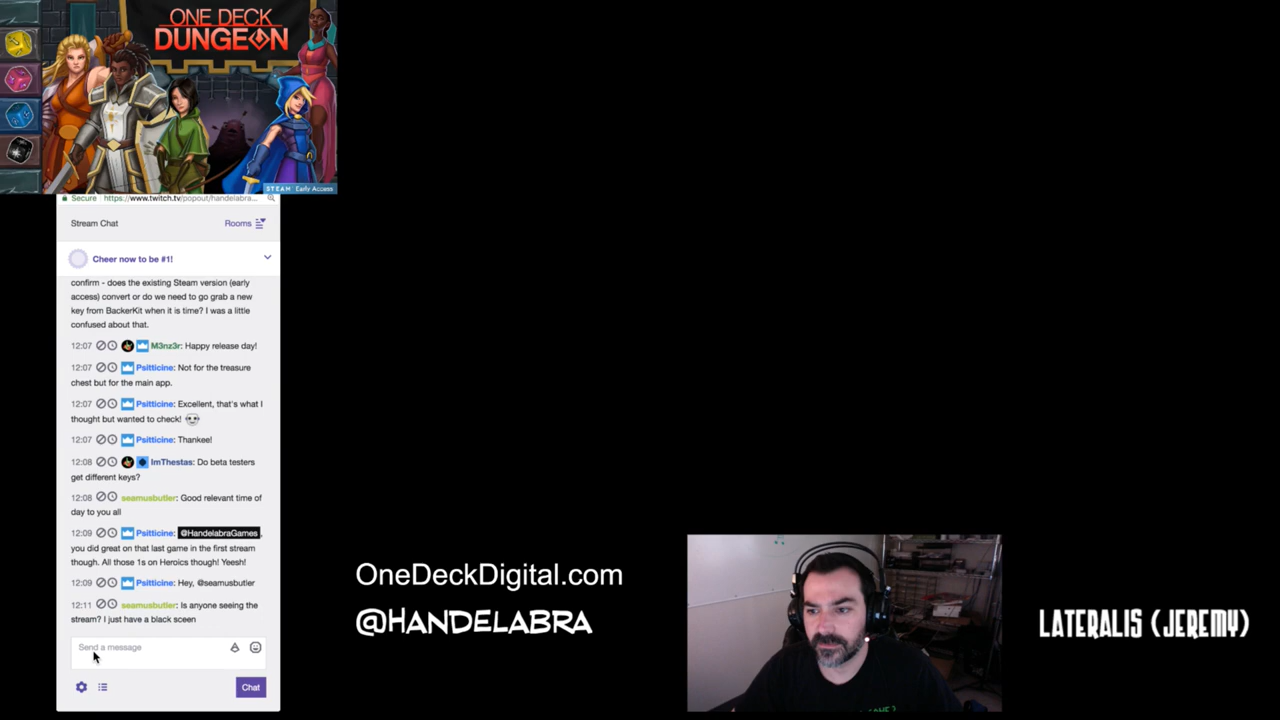 ONE DECK
DUNGEON
STEAM Early Access
Secure https://www.twitch.tv/popout/handelabra...
Stream Chat
Rooms
Cheer now to be #1!
confirm - does the existing Steam version (early
access) convert or do we need to go grab a new
key from BackerKit when it is time? I was a little
confused about that.
12:07 M3nz3r: Happy release day!
12:07 Psitticine: Not for the treasure
chest but for the main app.
12:07 Psitticine: Excellent, that's what I
thought but wanted to check!
12:07 Psitticine: Thankee!
12:08 ImThestas: Do beta testers
get different keys?
12:08 seamusbutler: Good relevant time of
day to you all
12:09 Psitticine: @HandelabraGames,
you did great on that last game in the first stream
though. All those 1s on Heroics though! Yeesh!
12:09 Psitticine: Hey, @seamusbutler
12:11 seamusbutler: Is anyone seeing the
stream? I just have a black sceen
Send a message
Chat
OneDeckDigital.com
@HANDELABRA
LATERALIS (JEREMY)